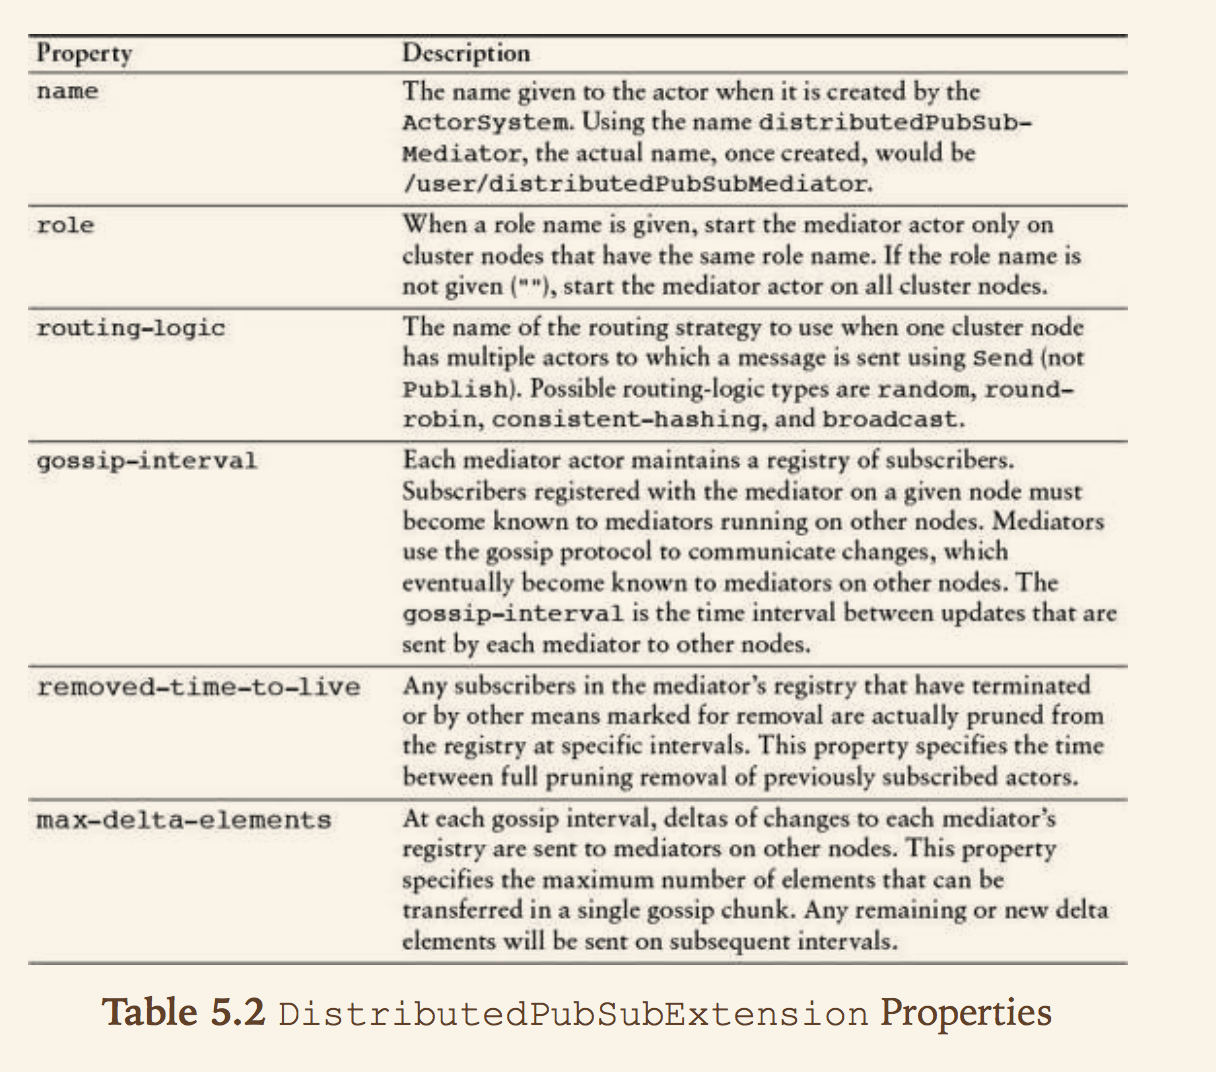 Property Description
name The name given to the actor when it is created by the
ActorSystem. Using the name distributedPubSub-
Mediator, the actual name, once created, would be
/user/distributedPubSubMediator.
role When a role name is given, start the mediator actor only on
cluster nodes that have the same role name. If the role name is
not given (""), start the mediator actor on all cluster nodes.
routing-logic The name of the routing strategy to use when one cluster node
has multiple actors to which a message is sent using Send (not
Publish). Possible routing-logic types are random, round-
robin, consistent-hashing, and broadcast.
gossip-interval Each mediator actor maintains a registry of subscribers.
Subscribers registered with the mediator on a given node must
become known to mediators running on other nodes. Mediators
use the gossip protocol to communicate changes, which
eventually become known to mediators on other nodes. The
gossip-interval is the time interval between updates that are
sent by each mediator to other nodes.
removed-time-to-live Any subscribers in the mediator's registry that have terminated
or by other means marked for removal are actually pruned from
the registry at specific intervals. This property specifies the time
between full pruning removal of previously subscribed actors.
max-delta-elements At each gossip interval, deltas of changes to each mediator's
registry are sent to mediators on other nodes. This property
specifies the maximum number of elements that can be
transferred in a single gossip chunk. Any remaining or new delta
elements will be sent on subsequent intervals.
Table 5.2 DistributedPubSubExtension Properties